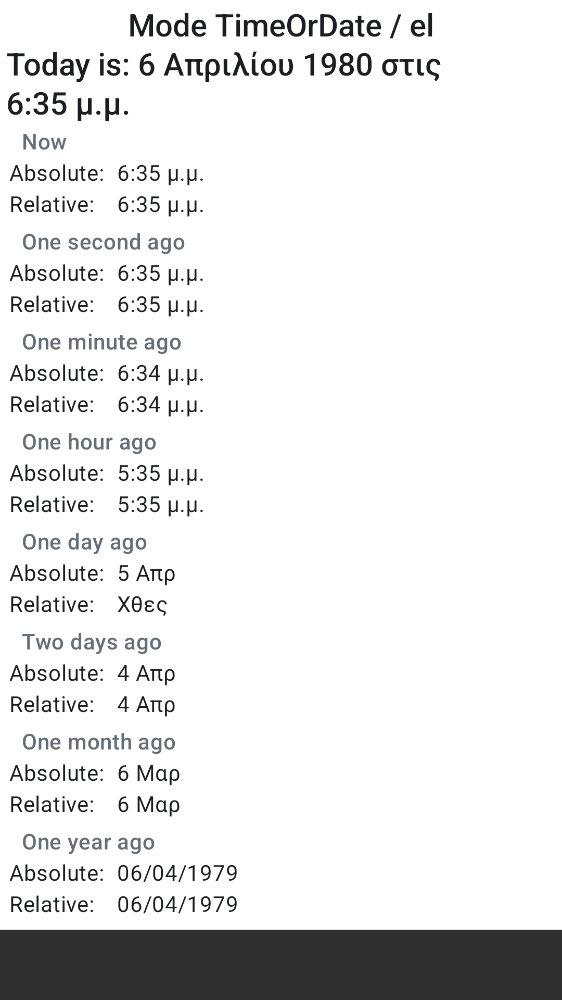 Mode TimeOrDate / el
Today is: 6 Απριλίου 1980 στις
6:35 μ.μ.
Now
Absolute: 6:35 μ.μ.
Relative: 6:35 μ.μ.
One second ago
Absolute: 6:35 μ.μ.
Relative: 6:35 μ.μ.
One minute ago
Absolute: 6:34 μ.μ.
Relative: 6:34 μ.μ.
One hour ago
Absolute: 5:35 μ.μ.
Relative: 5:35 μ.μ.
One day ago
Absolute: 5 Απρ
Relative: Χθες
Two days ago
Absolute: 4 Απρ
Relative: 4 Απρ
One month ago
Absolute: 6 Μαρ
Relative: 6 Μαρ
One year ago
Absolute: 06/04/1979
Relative: 06/04/1979